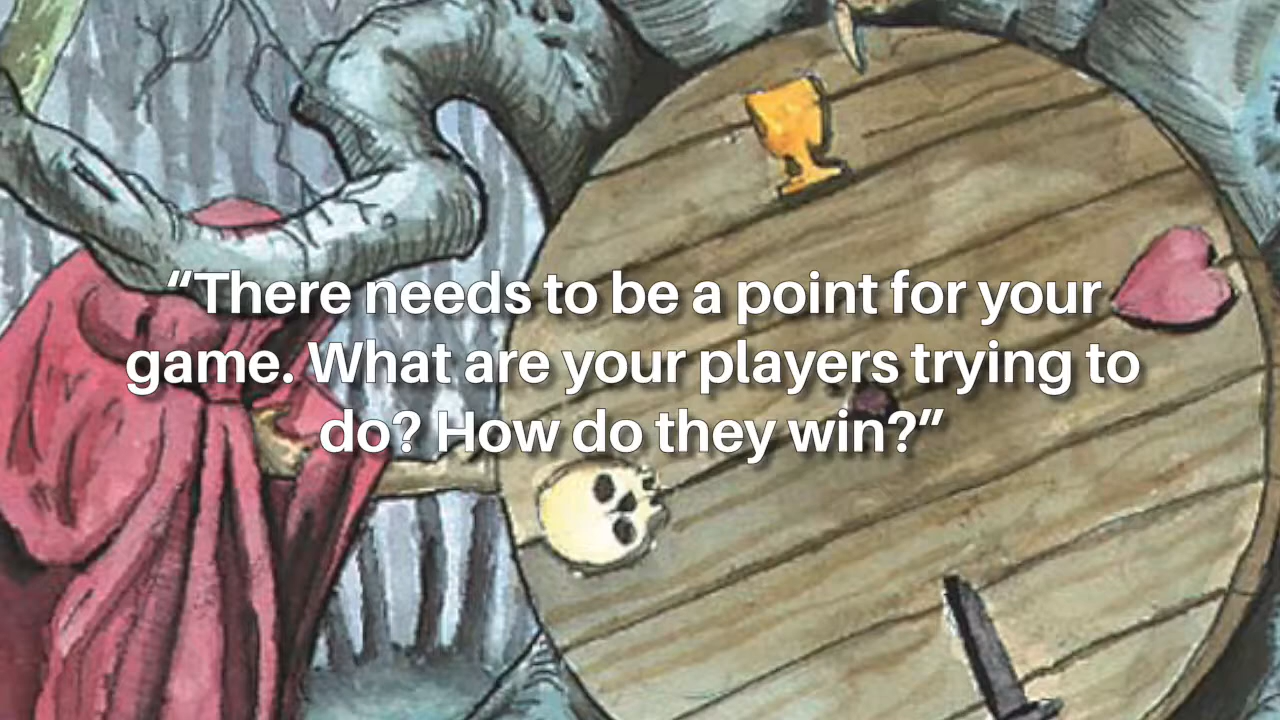 “There needs to be a point for your
game. What are your players trying to
do? How do they win?”